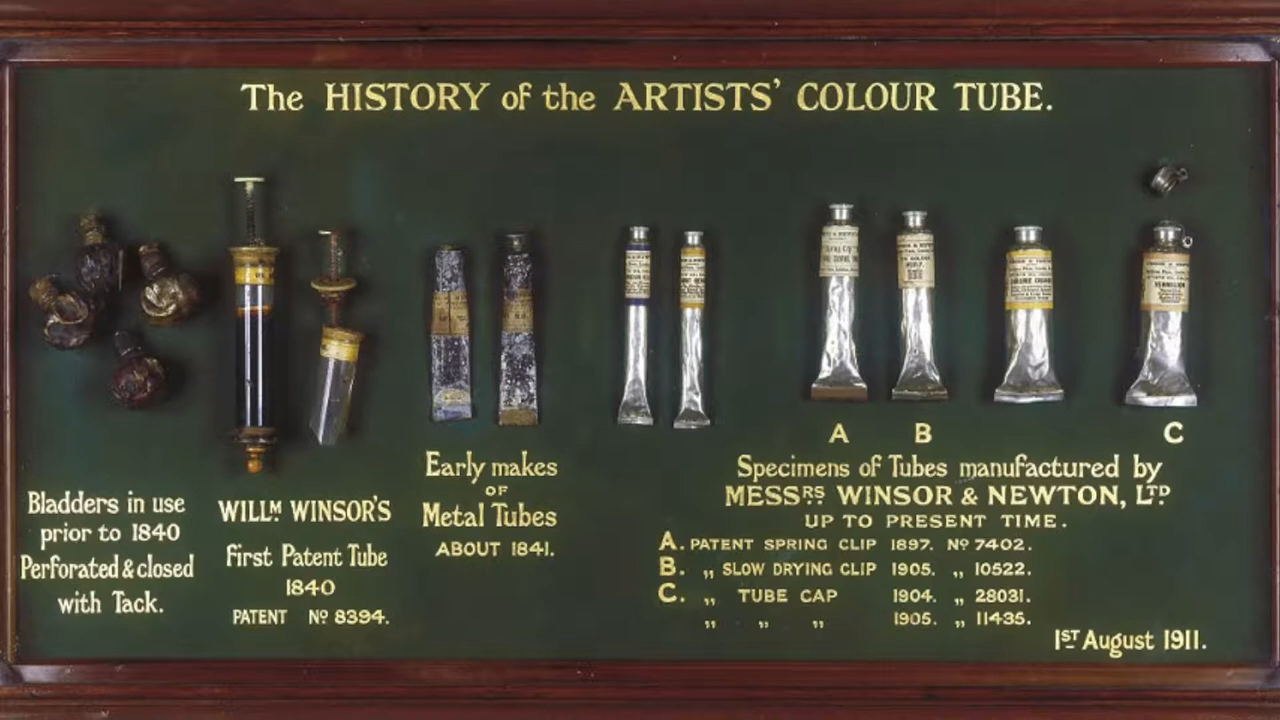 The HISTORY of the ARTISTS' COLOUR TUBE.
Bladders in use
prior to 1840
Perforated & closed
with Tack.
WILLM WINSOR'S
First Patent Tube
1840
PATENT No 8394.
Early makes
OF
Metal Tubes
ABOUT 1841.
A B C
Specimens of Tubes manufactured by
MESSRS WINSOR & NEWTON, LTD
UP TO PRESENT TIME.
A. PATENT SPRING CLIP 1897. No 7402.
B. „ SLOW DRYING CLIP 1905. „ 10522.
C. „ TUBE CAP 1904. „ 28031.
„ „ „ 1905. „ 11435.
1ST August 1911.
VERMILION